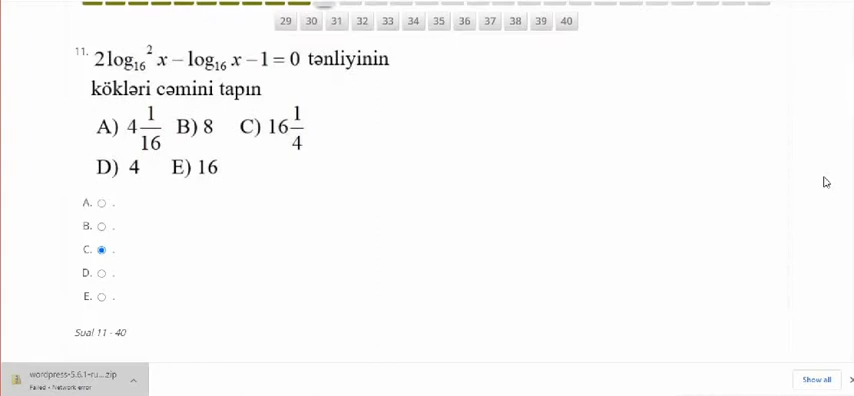 29 30 31 32 33 34 35 36 37 38 39 40
11. 2log₁₆² x – log₁₆ x – 1 = 0 tənliyinin
kökləri cəmini tapın
A) 4 1/16 B) 8 C) 16 1/4
D) 4 E) 16
A. .
B. .
C. .
D. .
E. .
Sual 11 - 40
wordpress-5.6.1-ru....zip
Failed - Network error
Show all